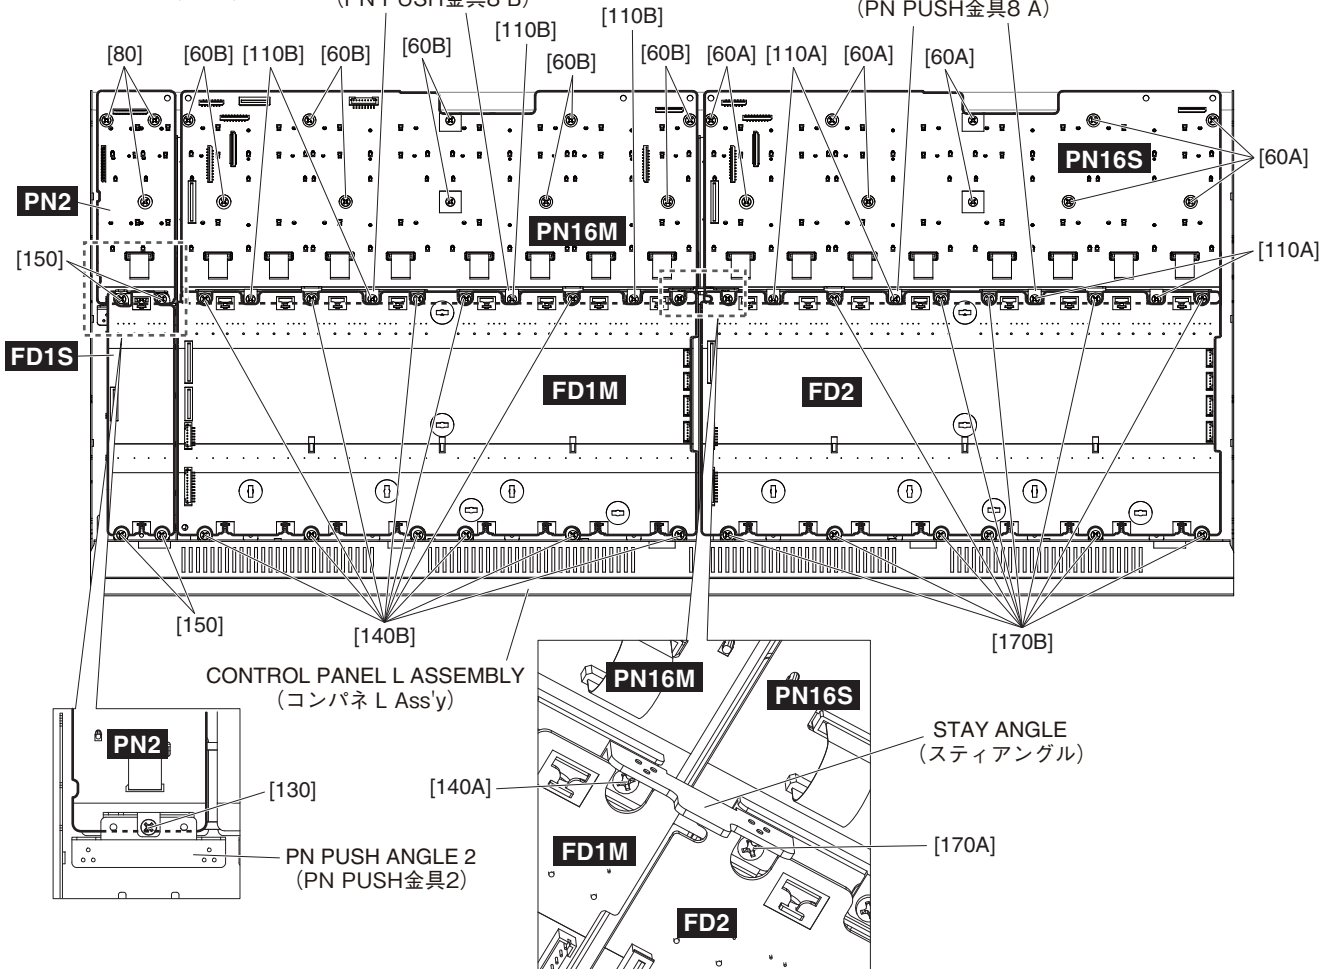 (PN PUSH金具8 B)
[110B]
(PN PUSH金具8 A)
[110B]
[80]
[60B]
[110B]
[60B]
[60B]
[60B]
[60B]
[60A]
[110A]
[60A]
[60A]
PN16S
[60A]
PN2
PN16M
[150]
[110A]
FD1S
FD1M
FD2
[150]
[140B]
[170B]
CONTROL PANEL L ASSEMBLY
(コンパネ L Ass'y)
PN16M
PN16S
STAY ANGLE
(スティアングル)
PN2
[130]
[140A]
[170A]
PN PUSH ANGLE 2
(PN PUSH金具2)
FD1M
FD2